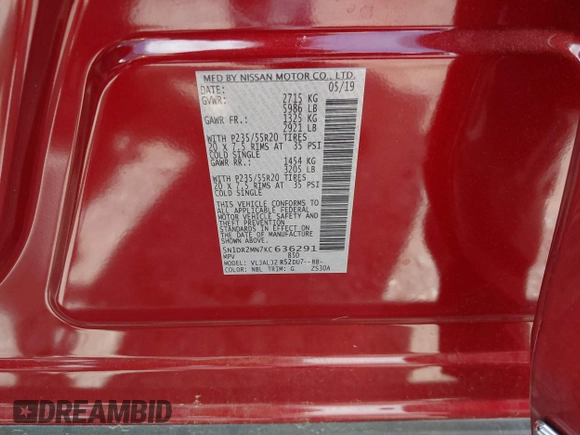 MFD BY NISSAN MOTOR CO., LTD.
DATE: 05/19
GVWR: 2715 KG
5986 LB
GAWR FR.: 1325 KG
2921 LB
WITH P235/55R20 TIRES
20 X 7.5 RIMS AT 35 PSI
COLD SINGLE
GAWR RR.: 1454 KG
3205 LB
WITH P235/55R20 TIRES
20 X 7.5 RIMS AT 35 PSI
COLD SINGLE
THIS VEHICLE CONFORMS TO
ALL APPLICABLE FEDERAL
MOTOR VEHICLE SAFETY AND
THEFT PREVENTION
STANDARDS IN EFFECT ON
THE DATE OF MANUFACTURE
SHOWN ABOVE.
5N1DR2MN7KC636291
MPV 850
MODEL:
COLOR: NBL TRIM: G 2530A
DREAMBID